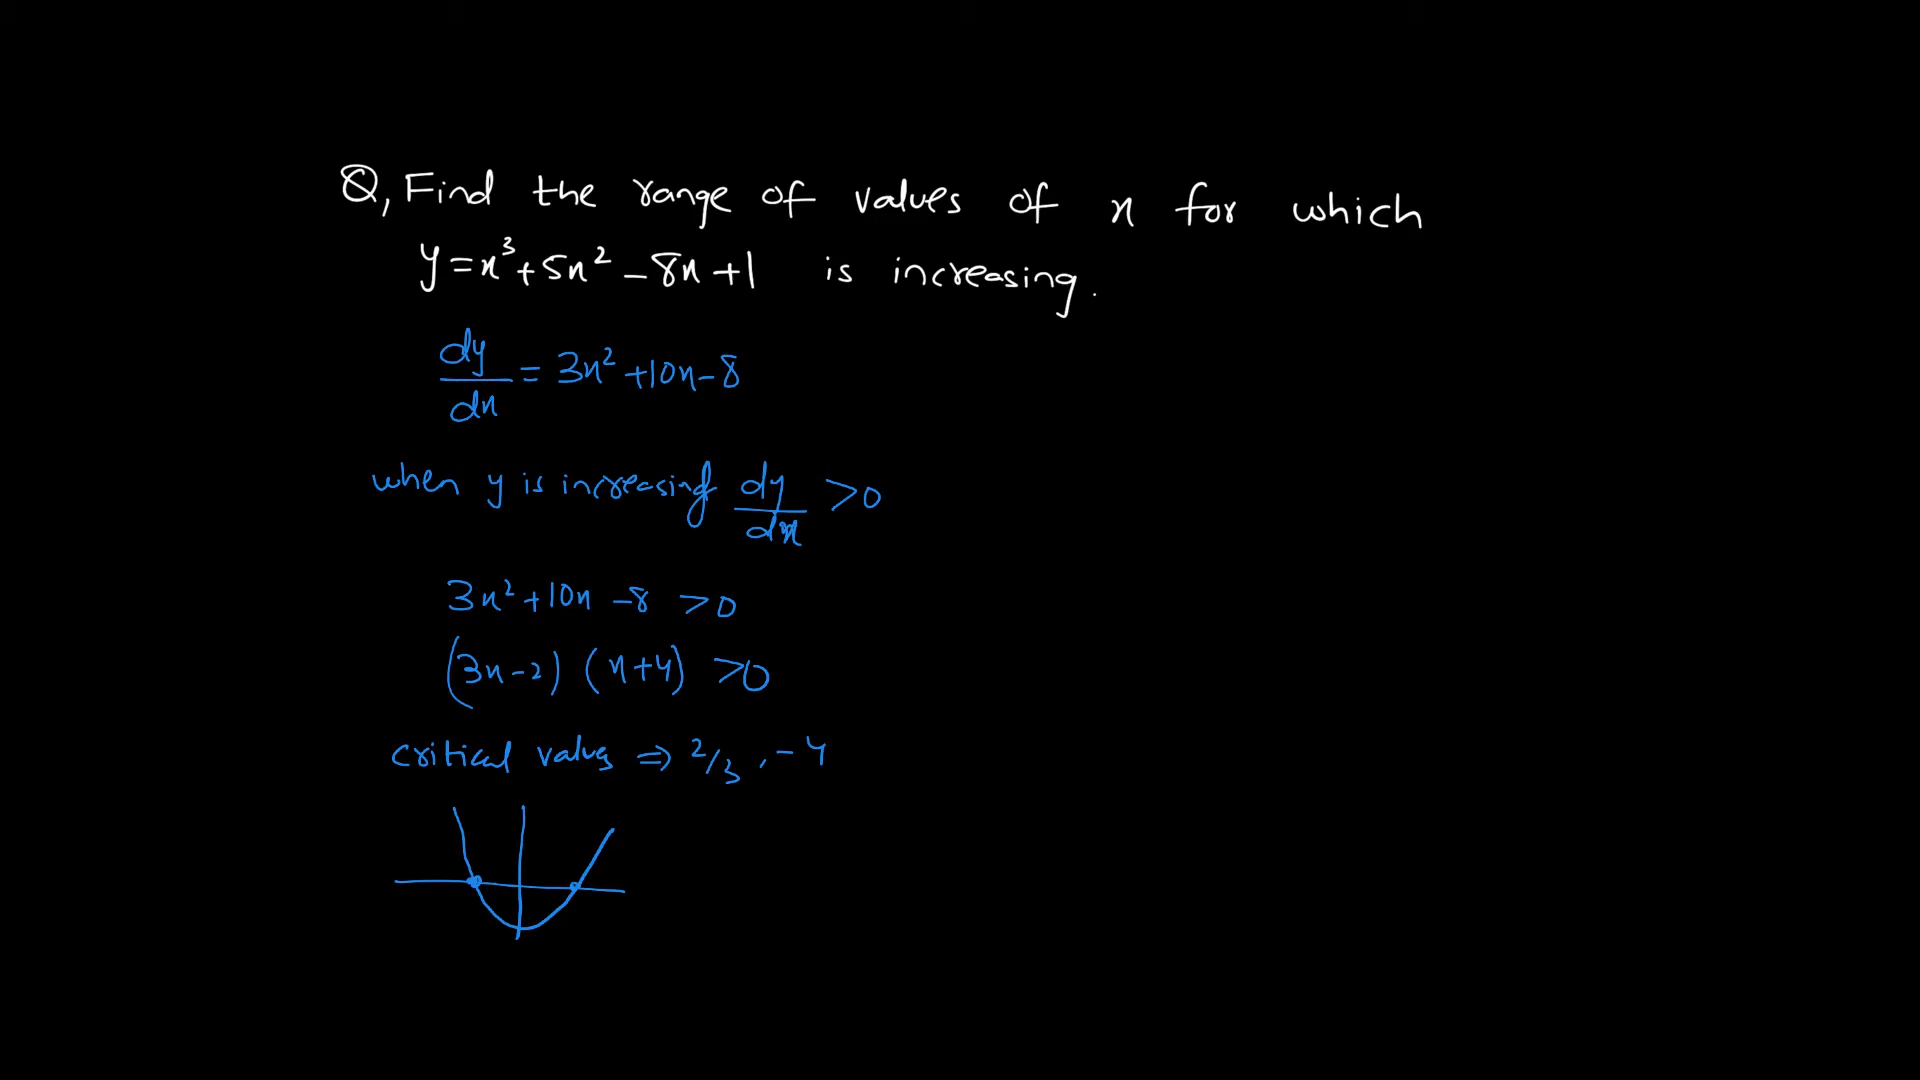 Q, Find the range of values of x for which
y = x³ + 5x² - 8x + 1 is increasing.
dy/dx = 3x² + 10x - 8
when y is increasing dy/dx > 0
3x² + 10x - 8 > 0
(3x - 2) (x + 4) > 0
critical values ⇒ 2/3, -4